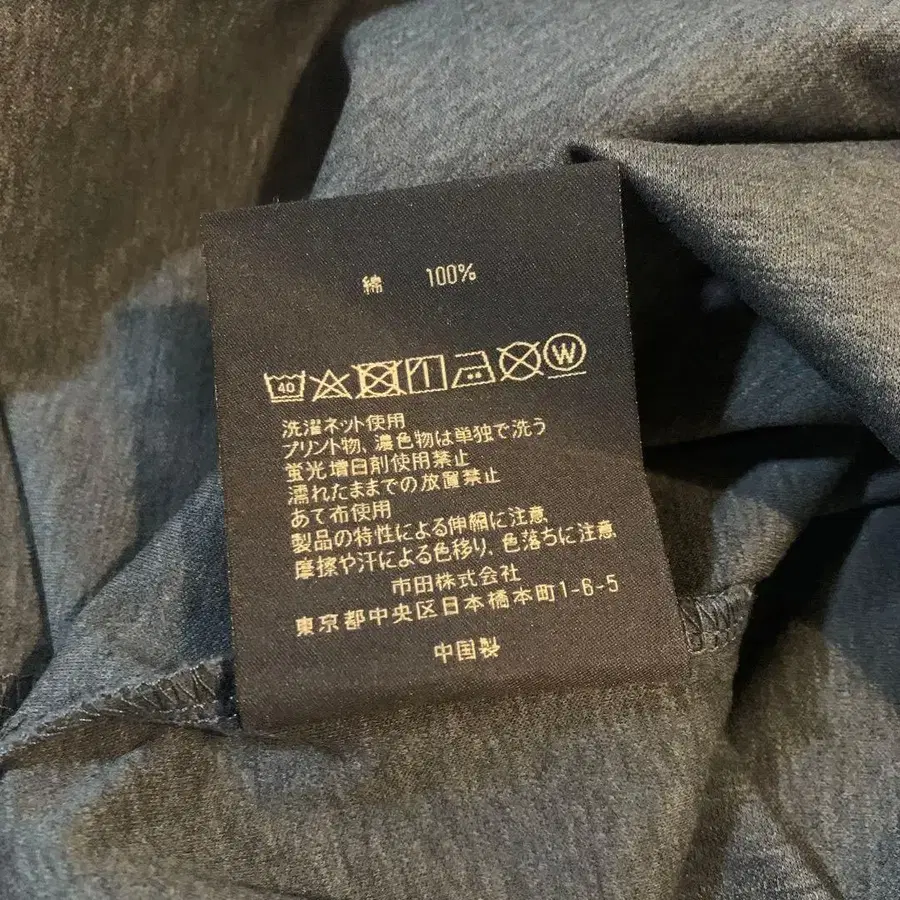 綿 100%
40 W
洗濯ネット使用
プリント物、濃色物は単独で洗う
蛍光増白剤使用禁止
濡れたままでの放置禁止
あて布使用
製品の特性による伸縮に注意
摩擦や汗による色移り、色落ちに注意
市田株式会社
東京都中央区日本橋本町1-6-5
中国製